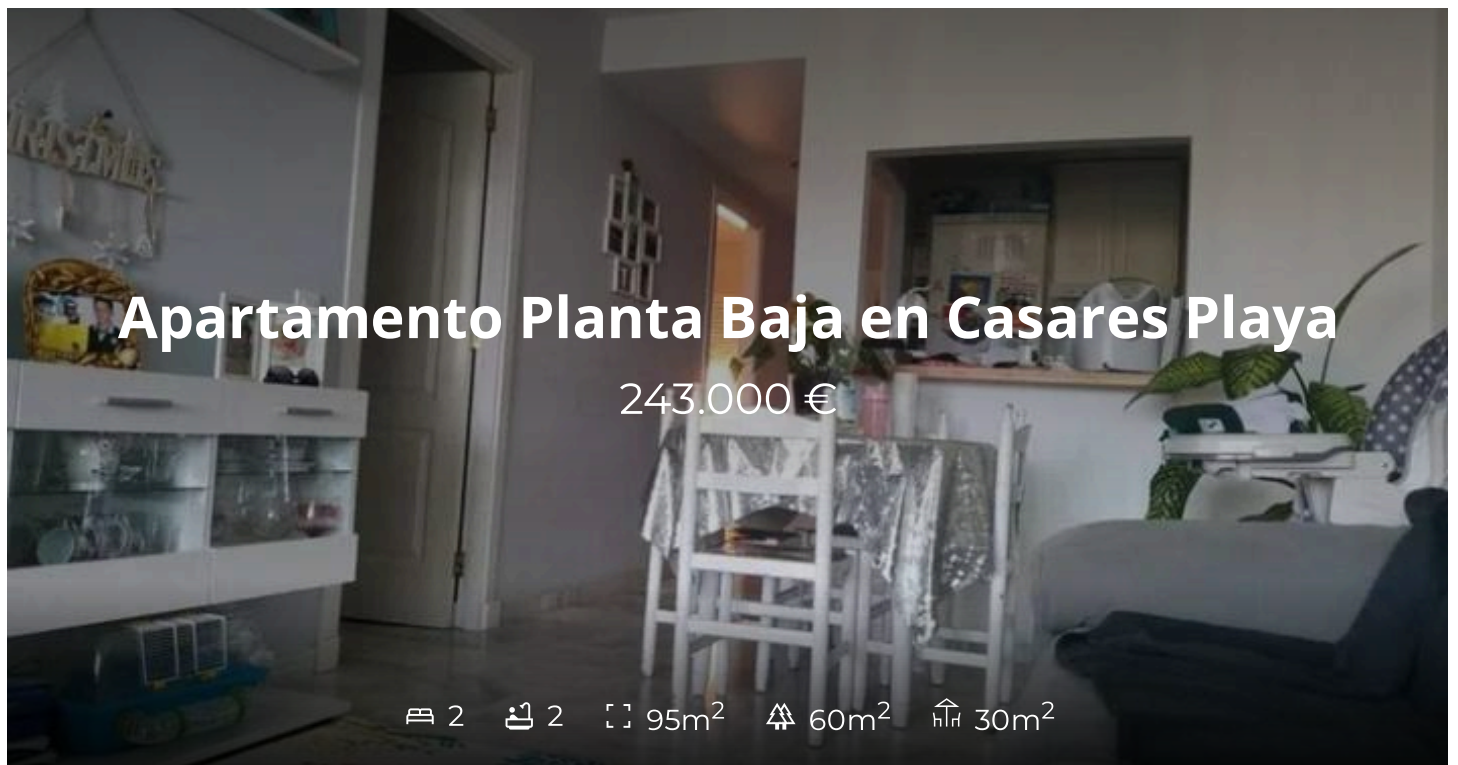 Apartamento Planta Baja en Casares Playa
243.000 €
2 2 95m² 60m² 30m²